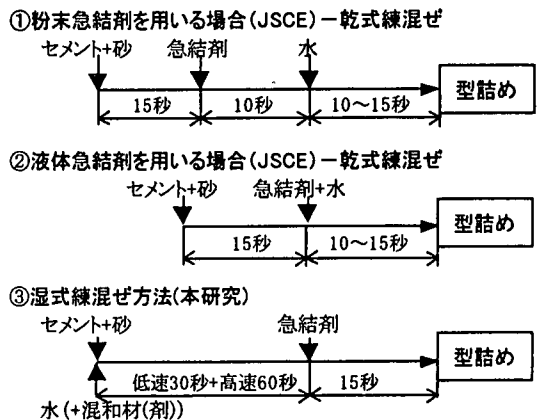 ①粉末急結剤を用いる場合(JSCE)－乾式練混ぜ
セメント+砂 急結剤 水
15秒 10秒 10～15秒 型詰め
②液体急結剤を用いる場合(JSCE)－乾式練混ぜ
セメント+砂 急結剤+水
15秒 10～15秒 型詰め
③湿式練混ぜ方法(本研究)
セメント+砂 急結剤
低速30秒+高速60秒 15秒 型詰め
水(+混和材(剤))